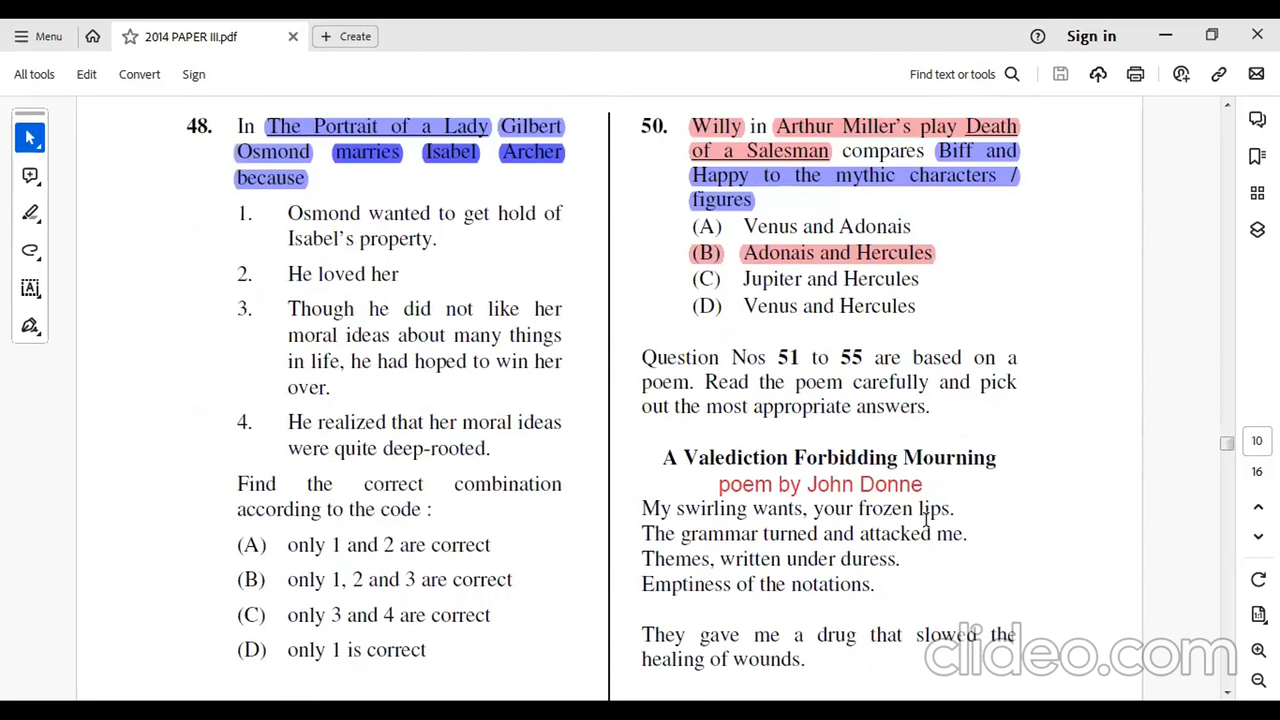 Menu
2014 PAPER III.pdf
Create
Sign in
All tools
Edit
Convert
Sign
Find text or tools
48. In The Portrait of a Lady Gilbert
Osmond marries Isabel Archer
because
1. Osmond wanted to get hold of
Isabel's property.
2. He loved her
3. Though he did not like her
moral ideas about many things
in life, he had hoped to win her
over.
4. He realized that her moral ideas
were quite deep-rooted.
Find the correct combination
according to the code :
(A) only 1 and 2 are correct
(B) only 1, 2 and 3 are correct
(C) only 3 and 4 are correct
(D) only 1 is correct
50. Willy in Arthur Miller's play Death
of a Salesman compares Biff and
Happy to the mythic characters /
figures
(A) Venus and Adonais
(B) Adonais and Hercules
(C) Jupiter and Hercules
(D) Venus and Hercules
Question Nos 51 to 55 are based on a
poem. Read the poem carefully and pick
out the most appropriate answers.
A Valediction Forbidding Mourning
poem by John Donne
My swirling wants, your frozen lips.
The grammar turned and attacked me.
Themes, written under duress.
Emptiness of the notations.
They gave me a drug that slowed the
healing of wounds.
10
16
1:1
clideo.com